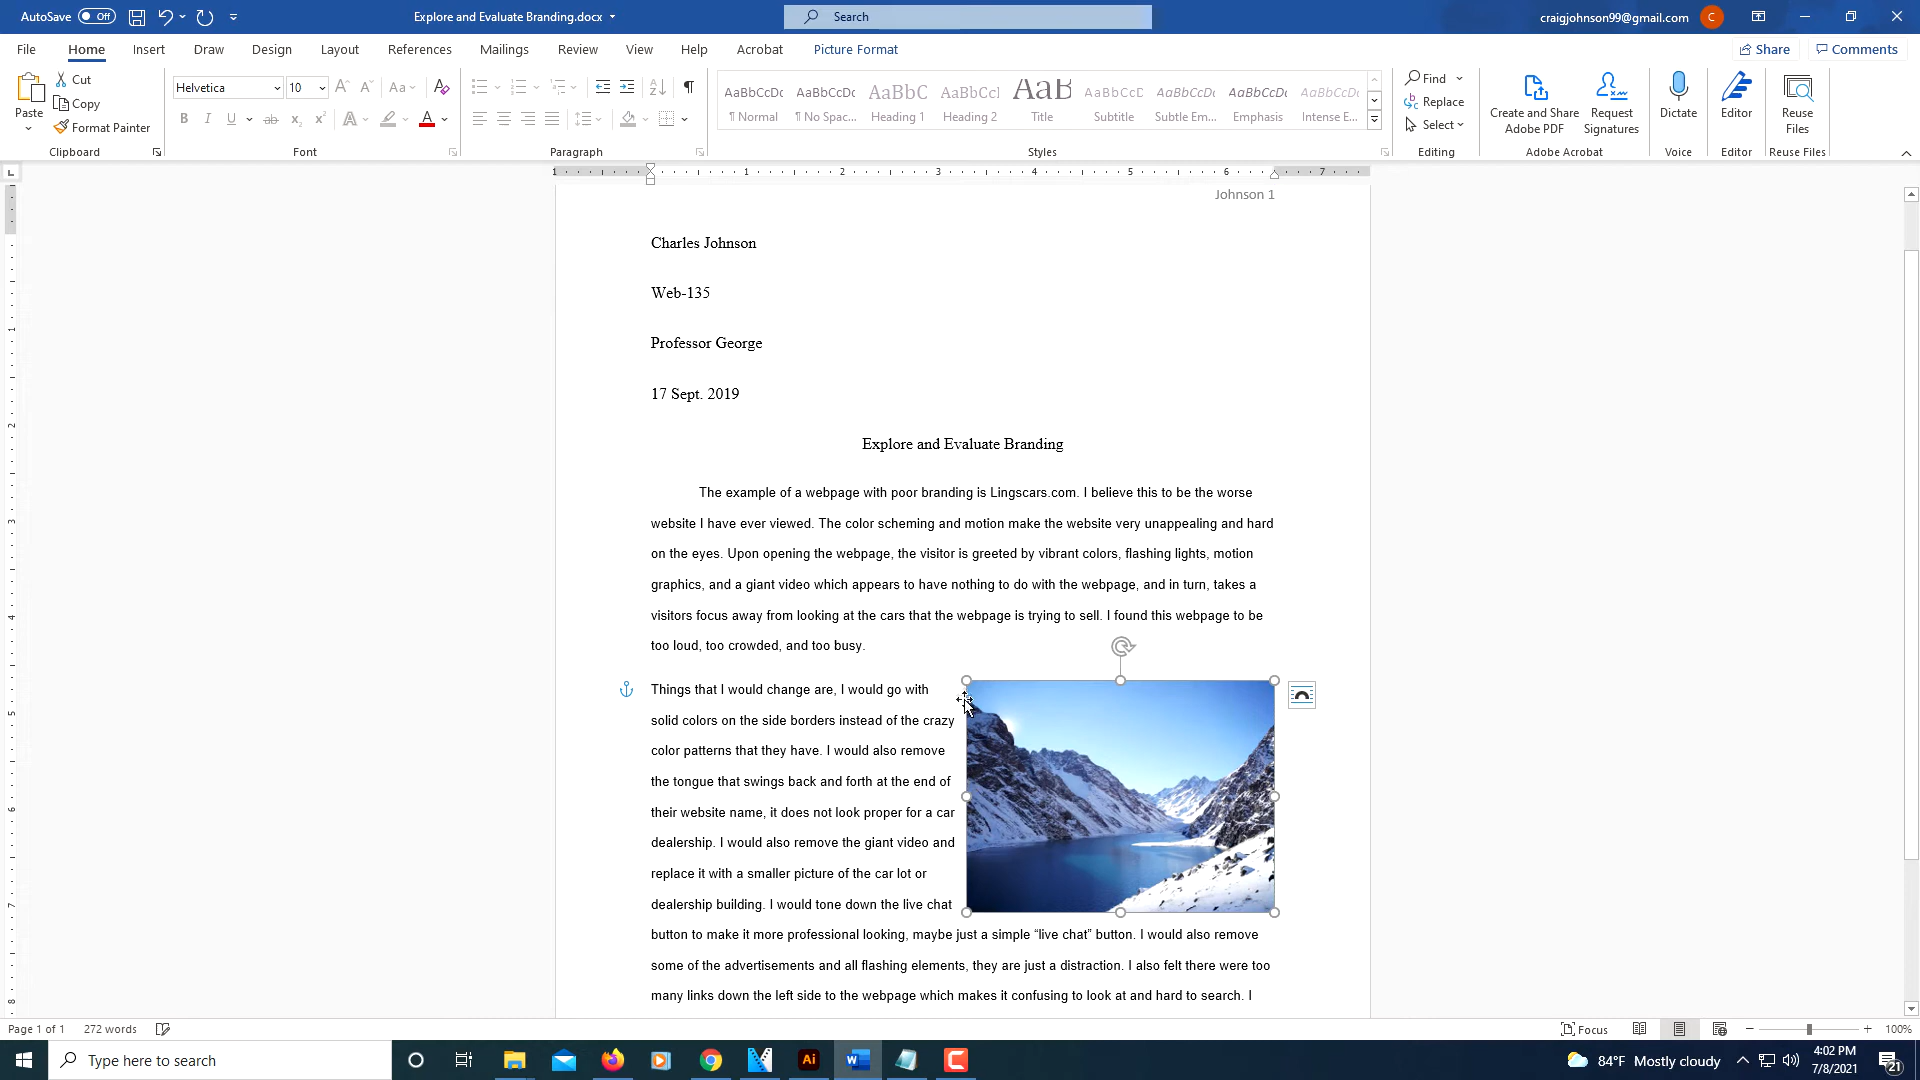 AutoSave Off Explore and Evaluate Branding.docx Search craigjohnson99@gmail.com C
File Home Insert Draw Design Layout References Mailings Review View Help Acrobat Picture Format Share Comments
Paste Cut Copy Format Painter
Clipboard
Helvetica 10
Font
Paragraph
AaBbCcDc AaBbCcDc AaBbC AaBbCcl AaB AaBbCcD AaBbCcDc AaBbCcDc AaBbCcDc
¶ Normal ¶ No Spac... Heading 1 Heading 2 Title Subtitle Subtle Em... Emphasis Intense E...
Styles
Find
Replace
Select
Editing
Create and Share Adobe PDF
Request Signatures
Adobe Acrobat
Dictate
Voice
Editor
Editor
Reuse Files
Reuse Files
1 1 2 3 4 5 6 7
Johnson 1
Charles Johnson
Web-135
Professor George
17 Sept. 2019
Explore and Evaluate Branding
The example of a webpage with poor branding is Lingscars.com. I believe this to be the worse
website I have ever viewed. The color scheming and motion make the website very unappealing and hard
on the eyes. Upon opening the webpage, the visitor is greeted by vibrant colors, flashing lights, motion
graphics, and a giant video which appears to have nothing to do with the webpage, and in turn, takes a
visitors focus away from looking at the cars that the webpage is trying to sell. I found this webpage to be
too loud, too crowded, and too busy.
Things that I would change are, I would go with
solid colors on the side borders instead of the crazy
color patterns that they have. I would also remove
the tongue that swings back and forth at the end of
their website name, it does not look proper for a car
dealership. I would also remove the giant video and
replace it with a smaller picture of the car lot or
dealership building. I would tone down the live chat
button to make it more professional looking, maybe just a simple “live chat” button. I would also remove
some of the advertisements and all flashing elements, they are just a distraction. I also felt there were too
many links down the left side to the webpage which makes it confusing to look at and hard to search. I
Page 1 of 1 272 words Focus 100%
Type here to search 84°F Mostly cloudy 4:02 PM
7/8/2021 21